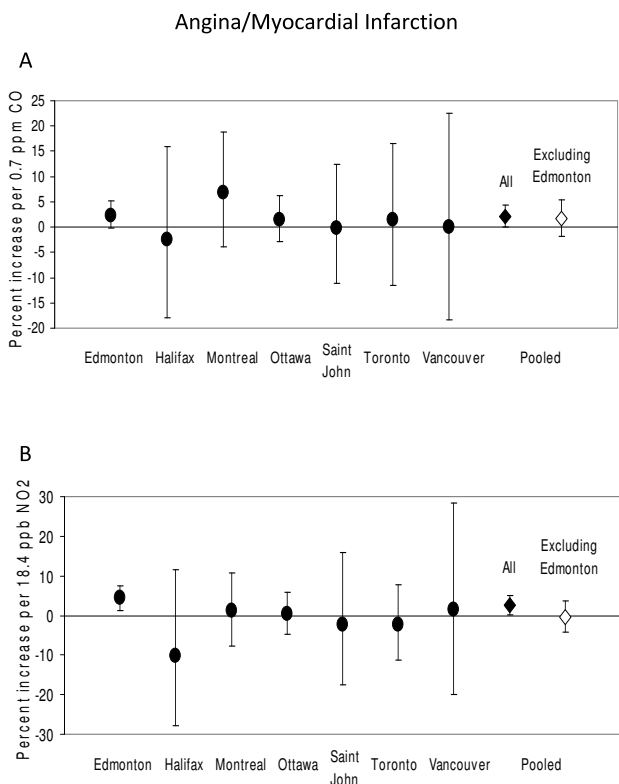 Angina/Myocardial Infarction
A
Percent increase per 0.7 ppm CO
25
20
15
10
5
0
-5
-10
-15
-20
Excluding
All
Edmonton
Edmonton
Halifax
Montreal
Ottawa
Saint
John
Toronto
Vancouver
Pooled
B
Percent increase per 18.4 ppb NO2
30
20
10
0
-10
-20
-30
Excluding
All
Edmonton
Edmonton
Halifax
Montreal
Ottawa
Saint
John
Toronto
Vancouver
Pooled